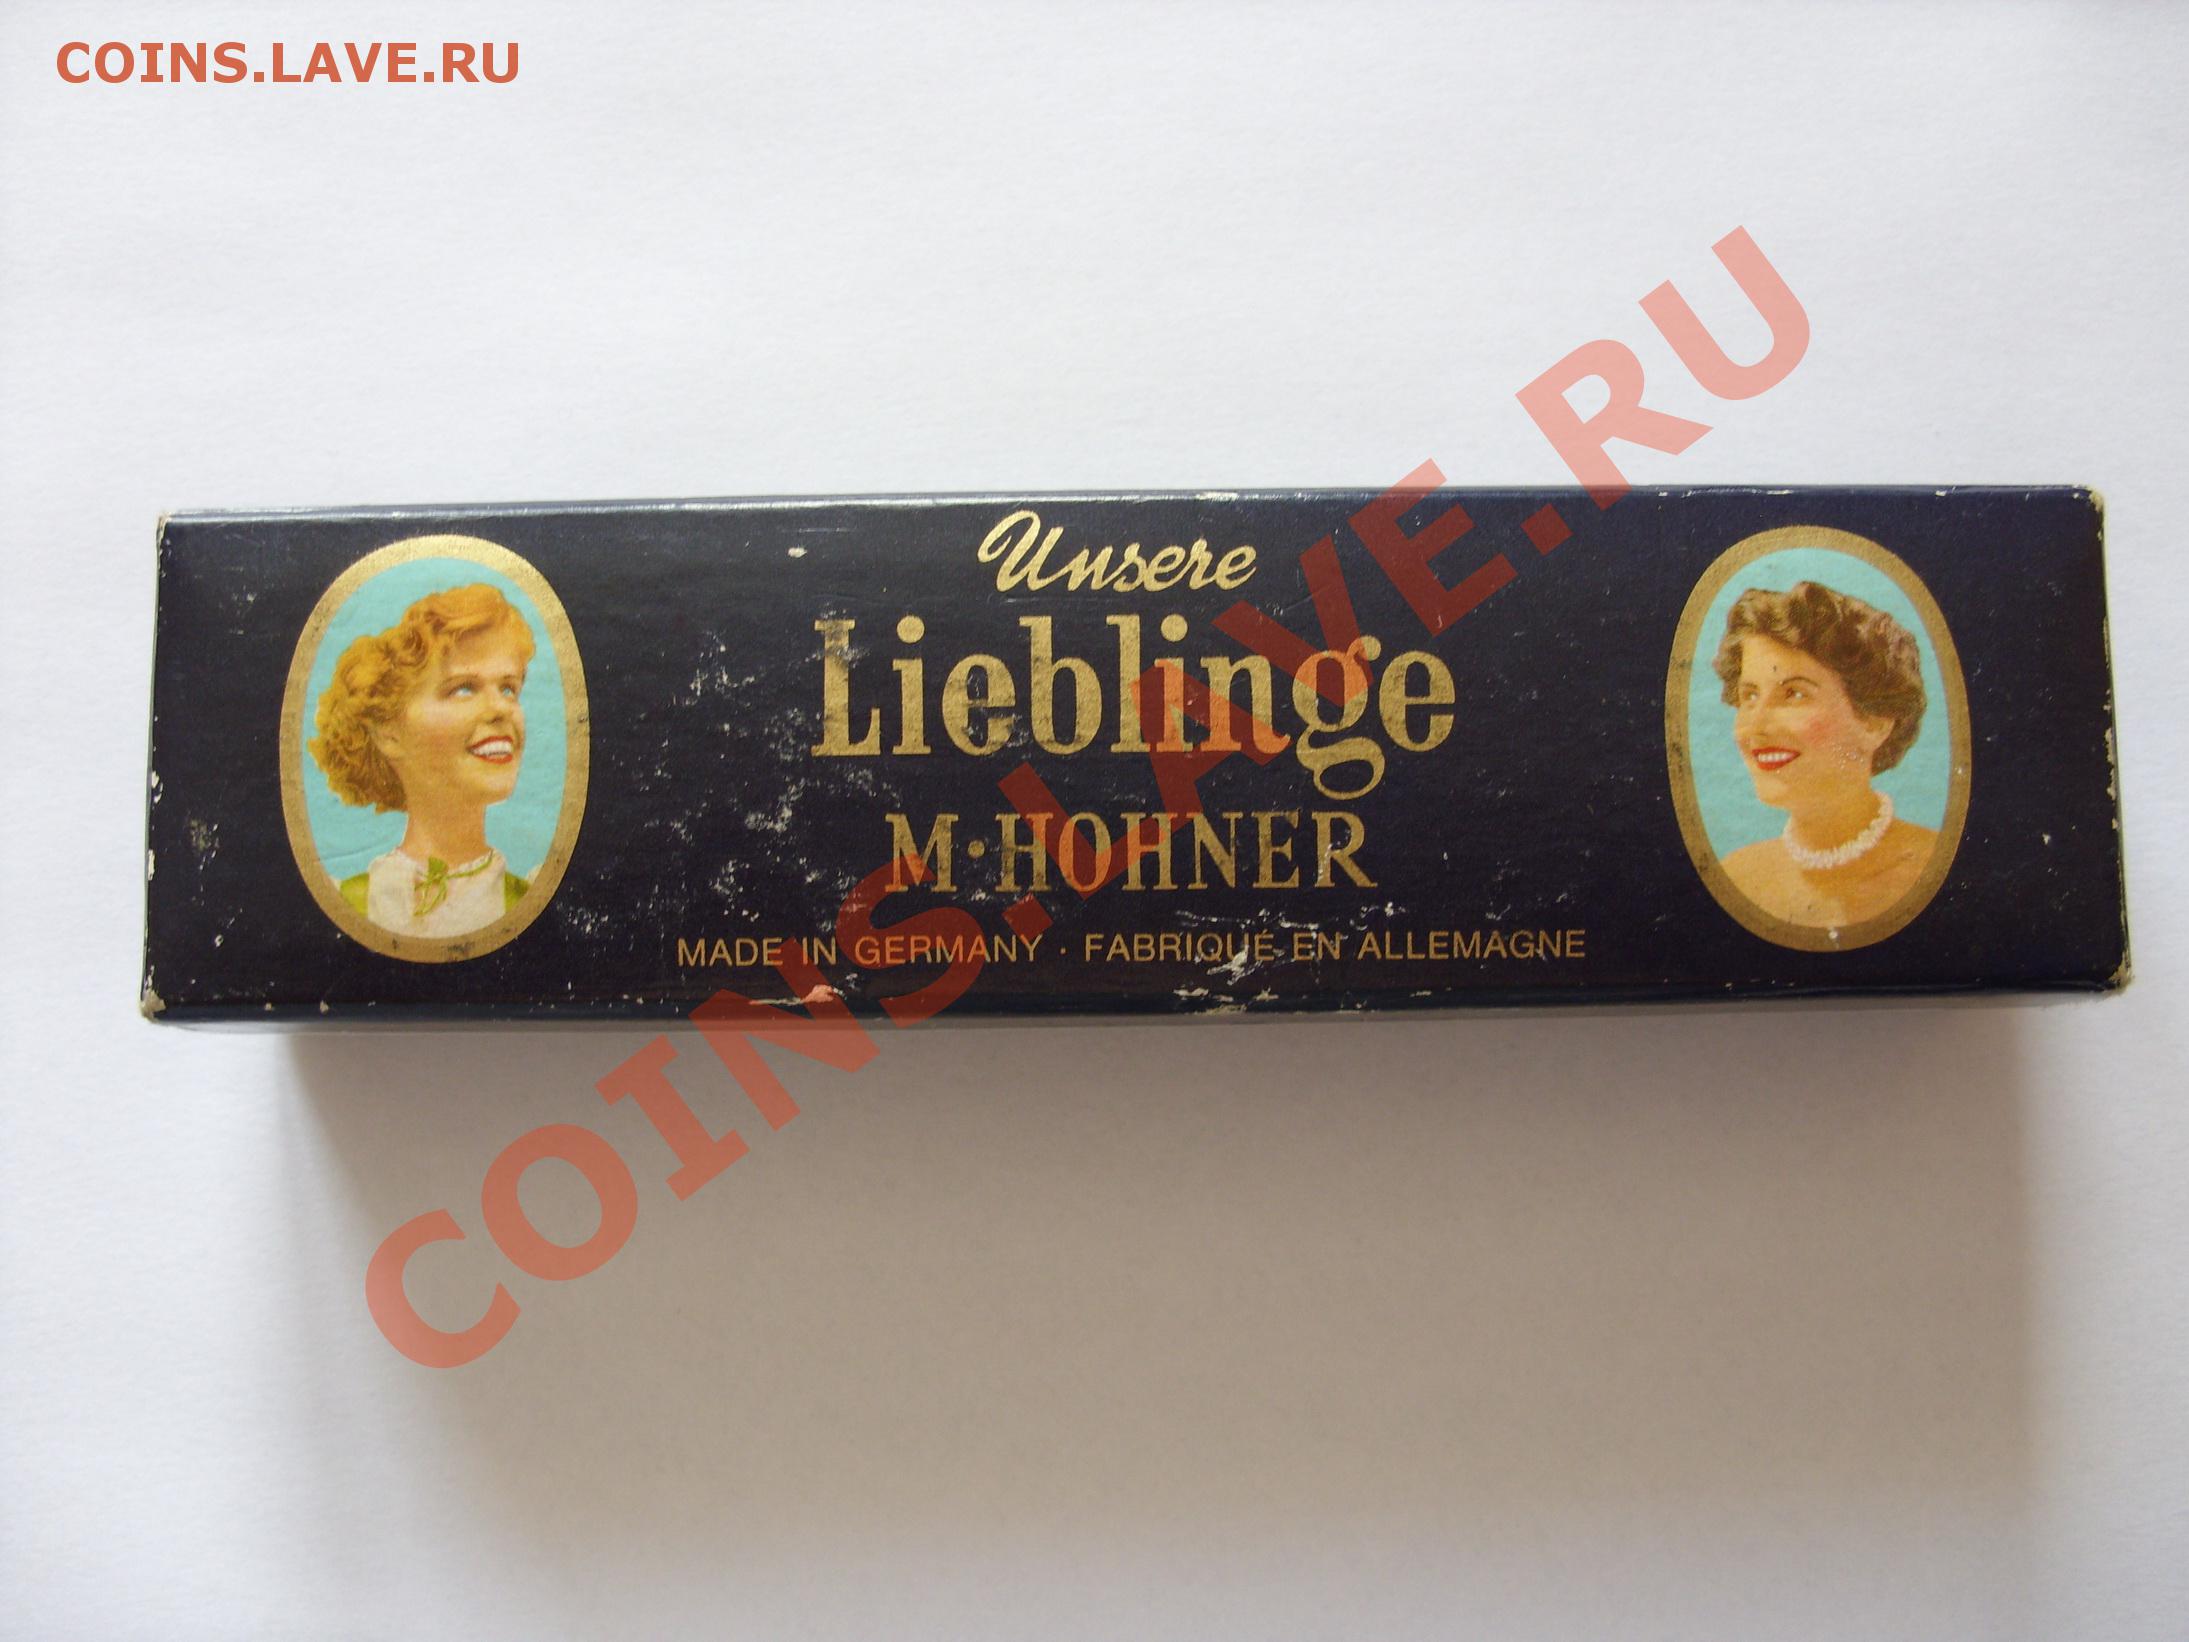 COINS.LAVE.RU
Unsere
Lieblinge
M·HOHNER
MADE IN GERMANY · FABRIQUÉ EN ALLEMAGNE
COINS.LAVE.RU